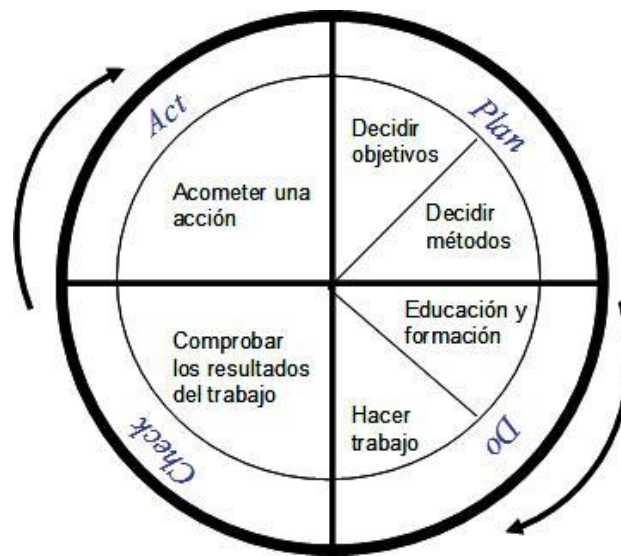 Act
Plan
Decidir
objetivos
Decidir
métodos
Acometer una
acción
Educación y
formación
Comprobar
los resultados
del trabajo
Hacer
trabajo
Check
Do